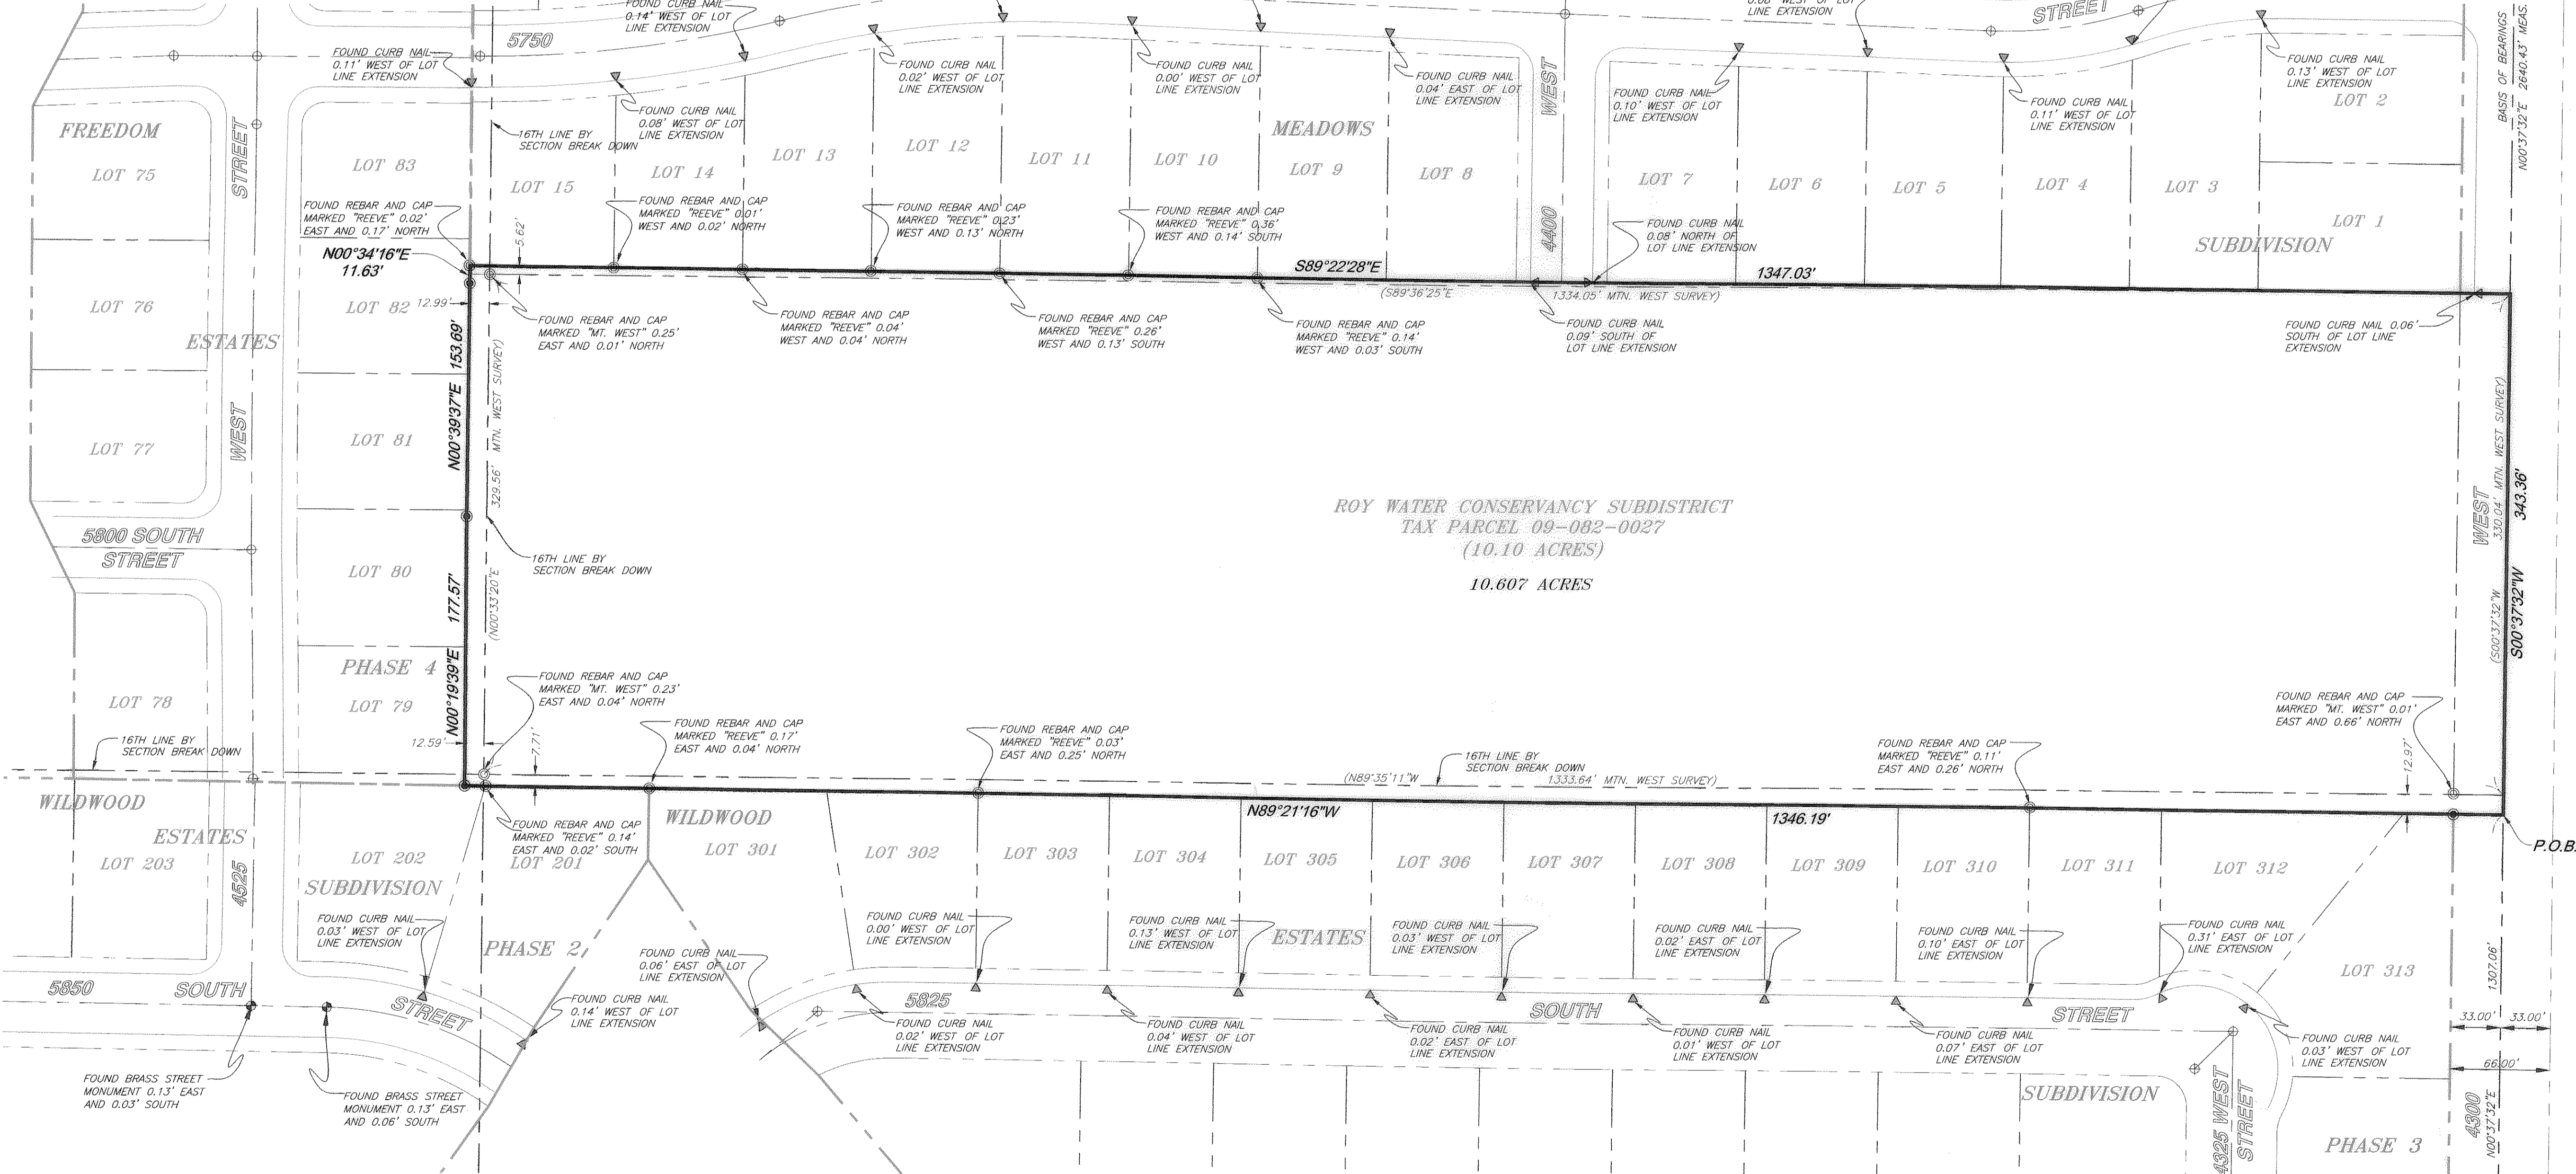 FOUND CURB NAIL
0.14' WEST OF LOT
LINE EXTENSION
LINE EXTENSION
STREET
5750
FOUND CURB NAIL
0.11' WEST OF LOT
LINE EXTENSION
FOUND CURB NAIL
0.08' WEST OF LOT
LINE EXTENSION
FOUND CURB NAIL
0.02' WEST OF LOT
LINE EXTENSION
FOUND CURB NAIL
0.00' WEST OF LOT
LINE EXTENSION
FOUND CURB NAIL
0.04' EAST OF LOT
LINE EXTENSION
WEST
4400
FOUND CURB NAIL
0.10' WEST OF LOT
LINE EXTENSION
FOUND CURB NAIL
0.11' WEST OF LOT
LINE EXTENSION
FOUND CURB NAIL
0.13' WEST OF LOT
LINE EXTENSION
BASIS OF BEARINGS
N00°37'32"E 2640.43' MEAS.
FREEDOM
LOT 75
STREET
LOT 83
16TH LINE BY
SECTION BREAK DOWN
LOT 15
LOT 14
LOT 13
LOT 12
LOT 11
LOT 10
MEADOWS
LOT 9
LOT 8
LOT 7
LOT 6
LOT 5
LOT 4
LOT 3
LOT 2
LOT 1
SUBDIVISION
FOUND REBAR AND CAP
MARKED "REEVE" 0.02'
EAST AND 0.17' NORTH
FOUND REBAR AND CAP
MARKED "REEVE" 0.01'
WEST AND 0.02' NORTH
FOUND REBAR AND CAP
MARKED "REEVE" 0.23'
WEST AND 0.13' NORTH
FOUND REBAR AND CAP
MARKED "REEVE" 0.36'
WEST AND 0.14' SOUTH
FOUND CURB NAIL
0.08' NORTH OF
LOT LINE EXTENSION
5.62'
N00°34'16"E
11.63'
S89°22'28"E
1347.03'
(S89°36'25"E
1334.05' MTN. WEST SURVEY)
LOT 76
LOT 82
12.99'
FOUND REBAR AND CAP
MARKED "MT. WEST" 0.25'
EAST AND 0.01' NORTH
FOUND REBAR AND CAP
MARKED "REEVE" 0.04'
WEST AND 0.04' NORTH
FOUND REBAR AND CAP
MARKED "REEVE" 0.26'
WEST AND 0.13' SOUTH
FOUND REBAR AND CAP
MARKED "REEVE" 0.14'
WEST AND 0.03' SOUTH
FOUND CURB NAIL
0.09' SOUTH OF
LOT LINE EXTENSION
FOUND CURB NAIL 0.06'
SOUTH OF LOT LINE
EXTENSION
ESTATES
WEST
LOT 77
LOT 81
N00°39'37"E 153.69'
329.56' MTN. WEST SURVEY)
(N00°33'20"E
16TH LINE BY
SECTION BREAK DOWN
ROY WATER CONSERVANCY SUBDISTRICT
TAX PARCEL 09-082-0027
(10.10 ACRES)
10.607 ACRES
WEST
330.04' MTN. WEST SURVEY)
(S00°37'32"W
343.36'
S00°37'32"W
5800 SOUTH
STREET
LOT 80
N00°19'39"E 177.57'
PHASE 4
LOT 78
LOT 79
16TH LINE BY
SECTION BREAK DOWN
12.59'
7.71'
FOUND REBAR AND CAP
MARKED "MT. WEST" 0.23'
EAST AND 0.04' NORTH
FOUND REBAR AND CAP
MARKED "REEVE" 0.17'
EAST AND 0.04' NORTH
FOUND REBAR AND CAP
MARKED "REEVE" 0.03'
EAST AND 0.25' NORTH
16TH LINE BY
SECTION BREAK DOWN
(N89°35'11"W
1333.64' MTN. WEST SURVEY)
FOUND REBAR AND CAP
MARKED "REEVE" 0.11'
EAST AND 0.26' NORTH
FOUND REBAR AND CAP
MARKED "MT. WEST" 0.01'
EAST AND 0.66' NORTH
12.97'
N89°21'16"W
1346.19'
P.O.B.
WILDWOOD
ESTATES
LOT 203
4525
LOT 202
SUBDIVISION
FOUND REBAR AND CAP
MARKED "REEVE" 0.14'
EAST AND 0.02' SOUTH
LOT 201
WILDWOOD
LOT 301
LOT 302
LOT 303
LOT 304
LOT 305
LOT 306
LOT 307
LOT 308
LOT 309
LOT 310
LOT 311
LOT 312
LOT 313
FOUND CURB NAIL
0.03' WEST OF LOT
LINE EXTENSION
PHASE 2
FOUND CURB NAIL
0.06' EAST OF LOT
LINE EXTENSION
FOUND CURB NAIL
0.00' WEST OF LOT
LINE EXTENSION
FOUND CURB NAIL
0.13' WEST OF LOT
LINE EXTENSION
ESTATES
FOUND CURB NAIL
0.03' WEST OF LOT
LINE EXTENSION
FOUND CURB NAIL
0.02' EAST OF LOT
LINE EXTENSION
FOUND CURB NAIL
0.10' EAST OF LOT
LINE EXTENSION
FOUND CURB NAIL
0.31' EAST OF LOT
LINE EXTENSION
5850
SOUTH
STREET
FOUND CURB NAIL
0.14' WEST OF LOT
LINE EXTENSION
5825
SOUTH
STREET
FOUND CURB NAIL
0.02' WEST OF LOT
LINE EXTENSION
FOUND CURB NAIL
0.04' WEST OF LOT
LINE EXTENSION
FOUND CURB NAIL
0.02' EAST OF LOT
LINE EXTENSION
FOUND CURB NAIL
0.01' WEST OF LOT
LINE EXTENSION
FOUND CURB NAIL
0.07' EAST OF LOT
LINE EXTENSION
FOUND CURB NAIL
0.03' WEST OF LOT
LINE EXTENSION
1307.06'
33.00'
33.00'
66.00'
FOUND BRASS STREET
MONUMENT 0.13' EAST
AND 0.03' SOUTH
FOUND BRASS STREET
MONUMENT 0.13' EAST
AND 0.06' SOUTH
SUBDIVISION
4325 WEST
STREET
PHASE 3
4300
N00°37'32"E